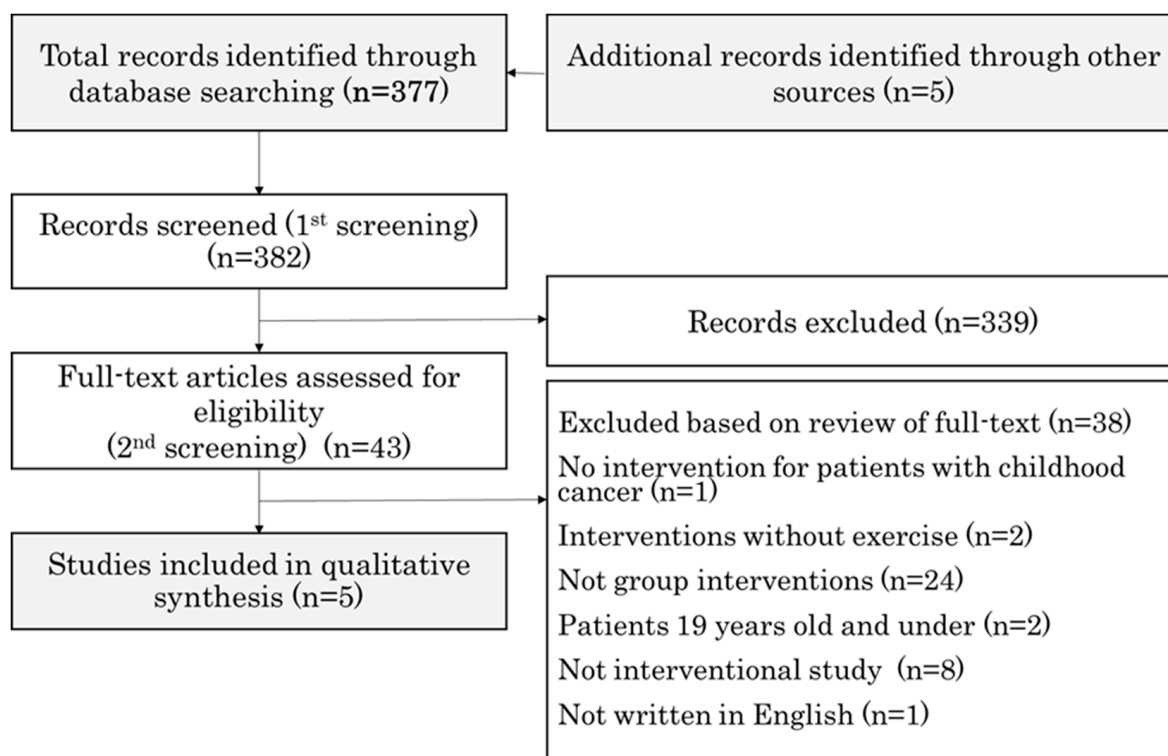 Total records identified through
database searching (n=377)
Additional records identified through other
sources (n=5)
Records screened (1st screening)
(n=382)
Records excluded (n=339)
Full-text articles assessed for
eligibility
(2nd screening) (n=43)
Excluded based on review of full-text (n=38)
No intervention for patients with childhood
cancer (n=1)
Interventions without exercise (n=2)
Not group interventions (n=24)
Patients 19 years old and under (n=2)
Not interventional study (n=8)
Not written in English (n=1)
Studies included in qualitative
synthesis (n=5)